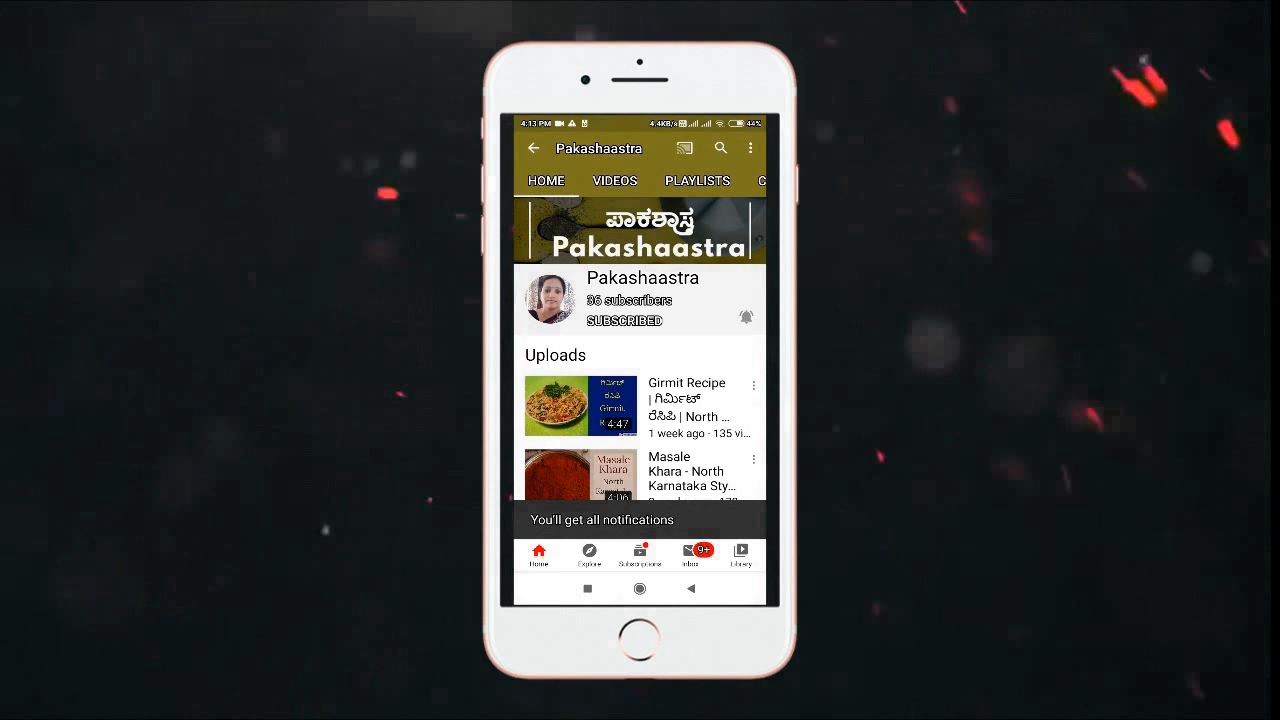 4:13 PM
4.4KB/s
44%
Pakashaastra
HOME VIDEOS PLAYLISTS C
ಪಾಕಶಾಸ್ತ್ರ
Pakashaastra
Pakashaastra
36 subscribers
SUBSCRIBED
Uploads
ಗಿರ್ಮಿಟ್
ರೆಸಿಪಿ
Girmit
4:47
Girmit Recipe
| ಗಿರ್ಮಿಟ್
ರೆಸಿಪಿ | North ...
1 week ago · 135 vi...
Masale
Khara
North
4:06
Masale
Khara - North
Karnataka Sty...
You'll get all notifications
9+
Home Explore Subscriptions Inbox Library